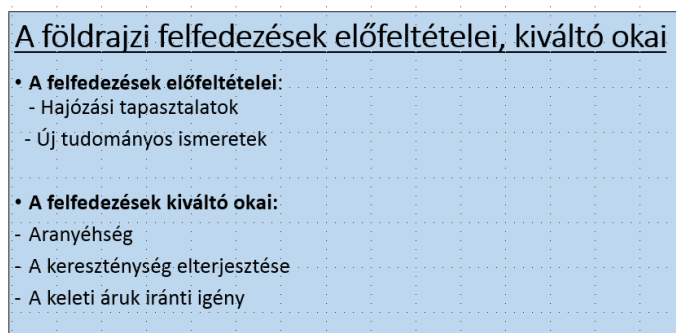 A földrajzi felfedezések előfeltételei, kiváltó okai
• A felfedezések előfeltételei:
- Hajózási tapasztalatok
- Új tudományos ismeretek
• A felfedezések kiváltó okai:
- Aranyéhség
- A kereszténység elterjesztése
- A keleti áruk iránti igény